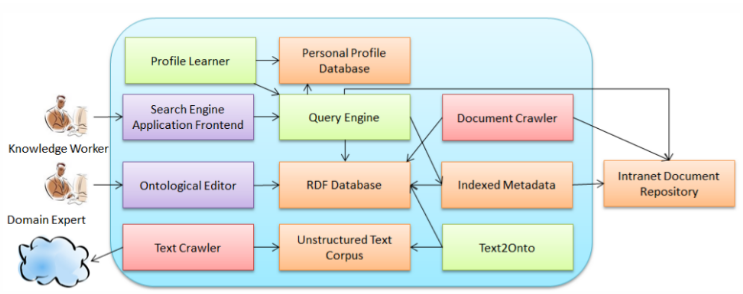 Profile Learner
Personal Profile
Database
Search Engine
Application Frontend
Query Engine
Document Crawler
Knowledge Worker
Ontological Editor
RDF Database
Indexed Metadata
Intranet Document
Repository
Domain Expert
Text Crawler
Unstructured Text
Corpus
Text2Onto